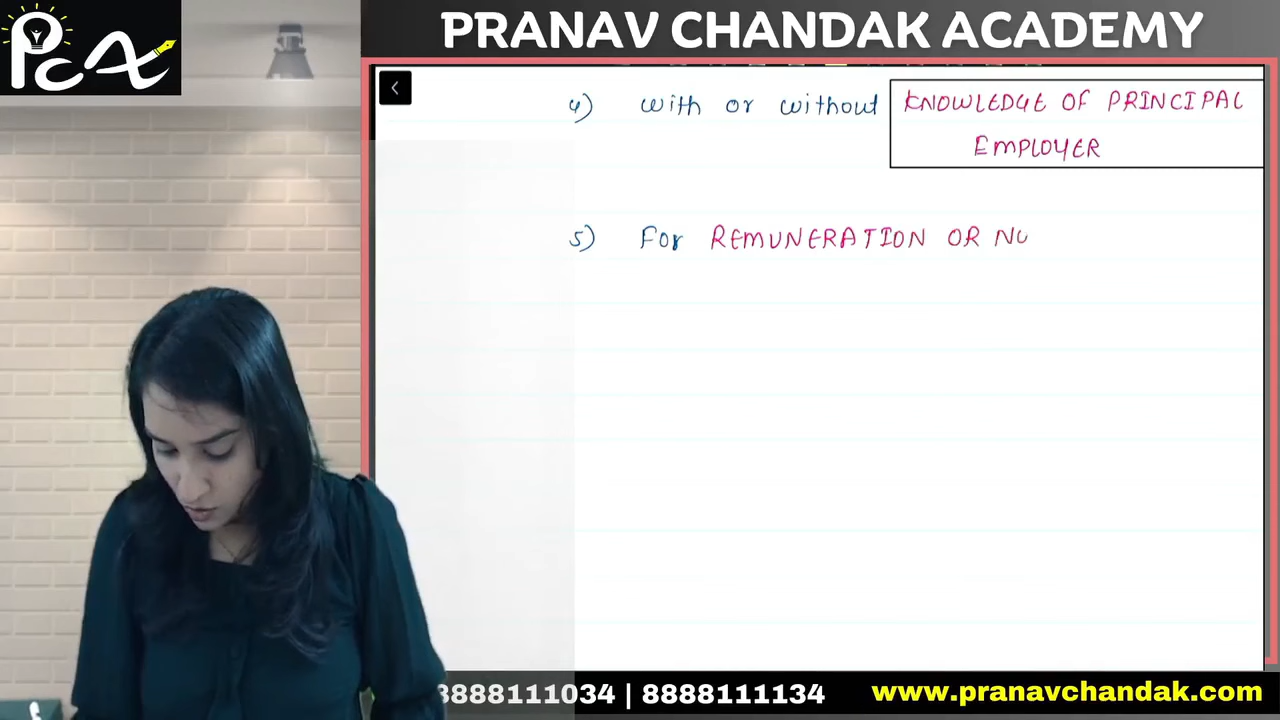 PCA
PRANAV CHANDAK ACADEMY
4) with or without KNOWLEDGE OF PRINCIPAL
EMPLOYER
5) For REMUNERATION OR NO
8888111034 | 8888111134
www.pranavchandak.com